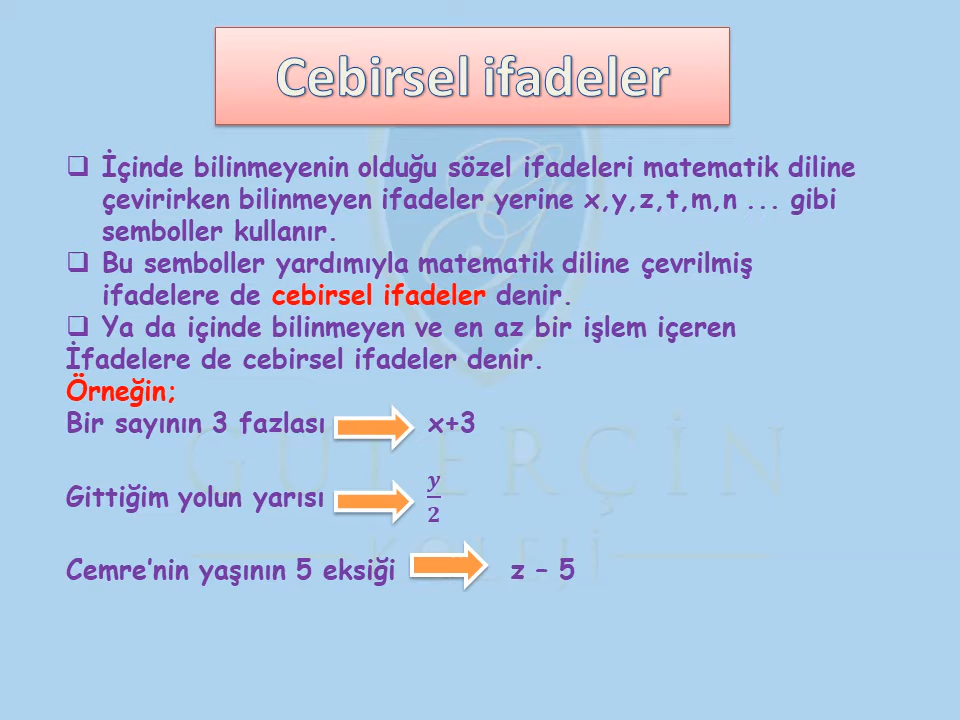 Cebirsel ifadeler
❑ İçinde bilinmeyenin olduğu sözel ifadeleri matematik diline
çevirirken bilinmeyen ifadeler yerine x,y,z,t,m,n ... gibi
semboller kullanır.
❑ Bu semboller yardımıyla matematik diline çevrilmiş
ifadelere de cebirsel ifadeler denir.
❑ Ya da içinde bilinmeyen ve en az bir işlem içeren
İfadelere de cebirsel ifadeler denir.
Örneğin;
Bir sayının 3 fazlası x+3
Gittiğim yolun yarısı y/2
Cemre'nin yaşının 5 eksiği z – 5
GÜTERÇİN
KOLEJİ